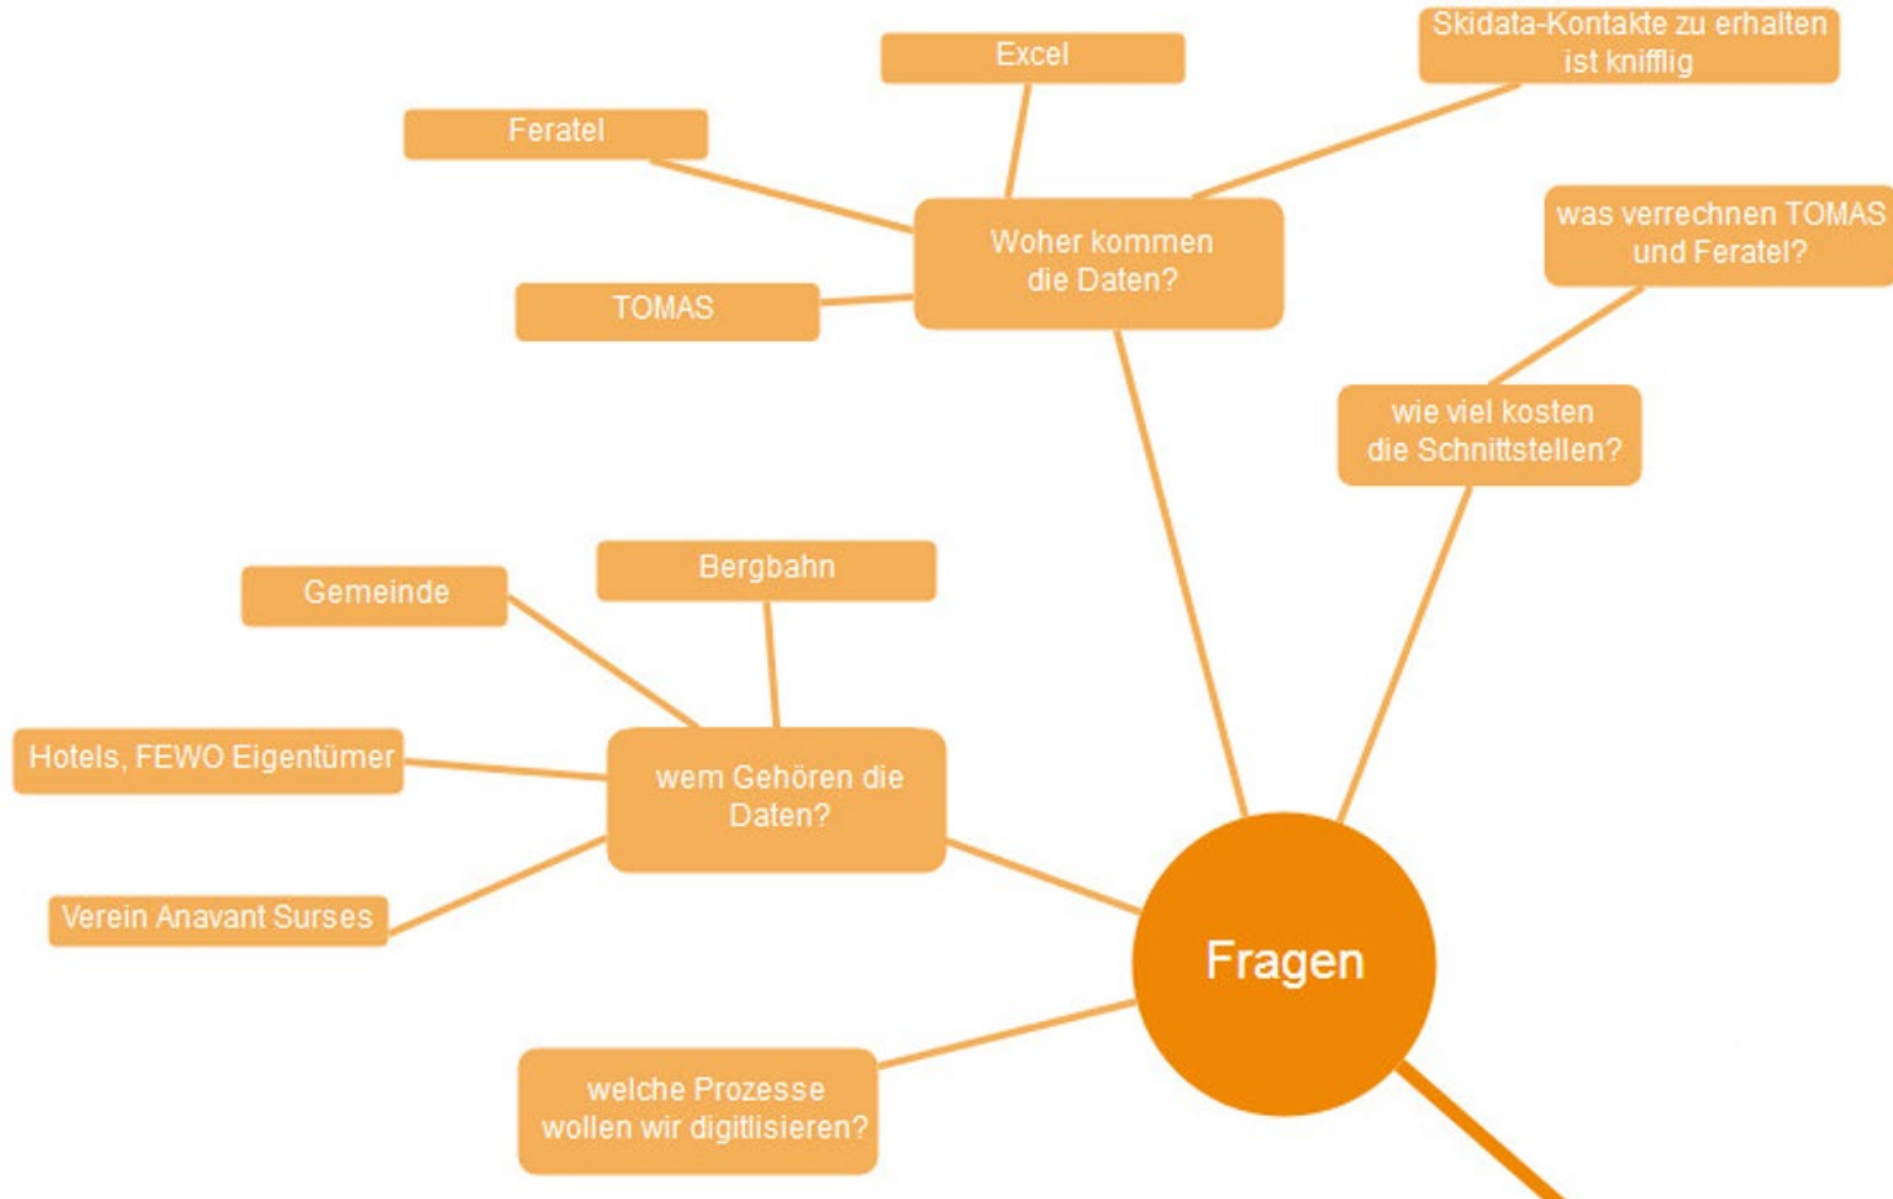 Skidata-Kontakte zu erhalten
ist knifflig
Excel
Feratel
was verrechnen TOMAS
und Feratel?
Woher kommen
die Daten?
TOMAS
wie viel kosten
die Schnittstellen?
Bergbahn
Gemeinde
Hotels, FEWO Eigentümer
wem Gehören die
Daten?
Verein Anavant Surses
Fragen
welche Prozesse
wollen wir digitlisieren?